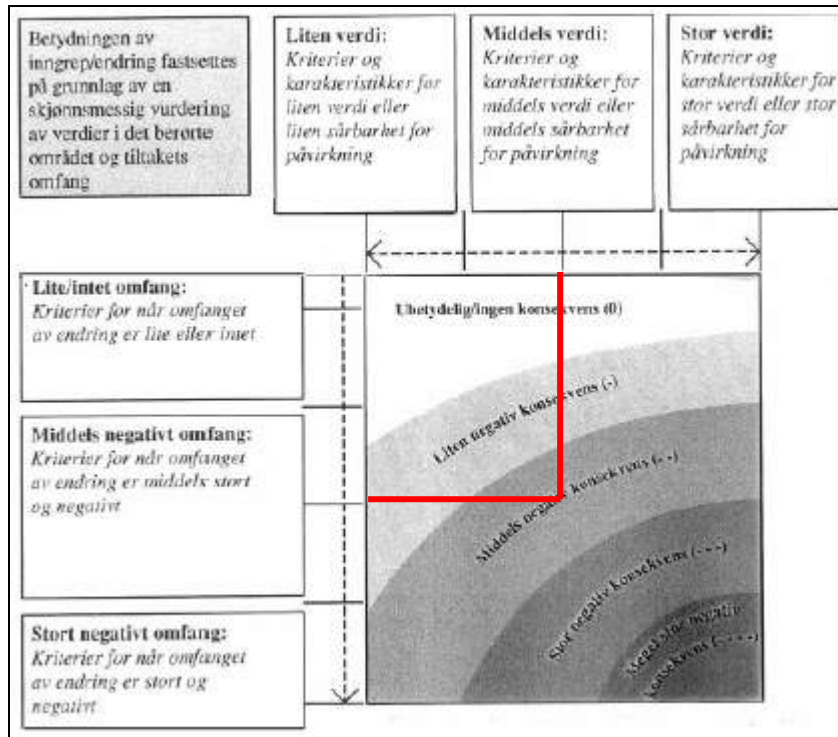 Betydningen av
inngrep/endring fastsettes
på grunnlag av en
skjønnsmessig vurdering
av verdier i det berørte
området og tiltakets
omfang
Liten verdi:
Kriterier og
karakteristikker for
liten verdi eller
liten sårbarhet for
påvirkning
Middels verdi:
Kriterier og
karakteristikker for
middels verdi eller
middels sårbarhet
for påvirkning
Stor verdi:
Kriterier og
karakteristikker for
stor verdi eller stor
sårbarhet for
påvirkning
Lite/intet omfang:
Kriterier for når omfanget
av endring er lite eller intet
Middels negativt omfang:
Kriterier for når omfanget
av endring er middels stort
og negativt
Stort negativt omfang:
Kriterier for når omfanget
av endring er stort og
negativt
Ubetydelig/ingen konsekvens (0)
Liten negativ konsekvens (-)
Middels negativ konsekvens (- -)
Stor negativ konsekvens (- - -)
Meget stor negativ
konsekvens (- - - -)